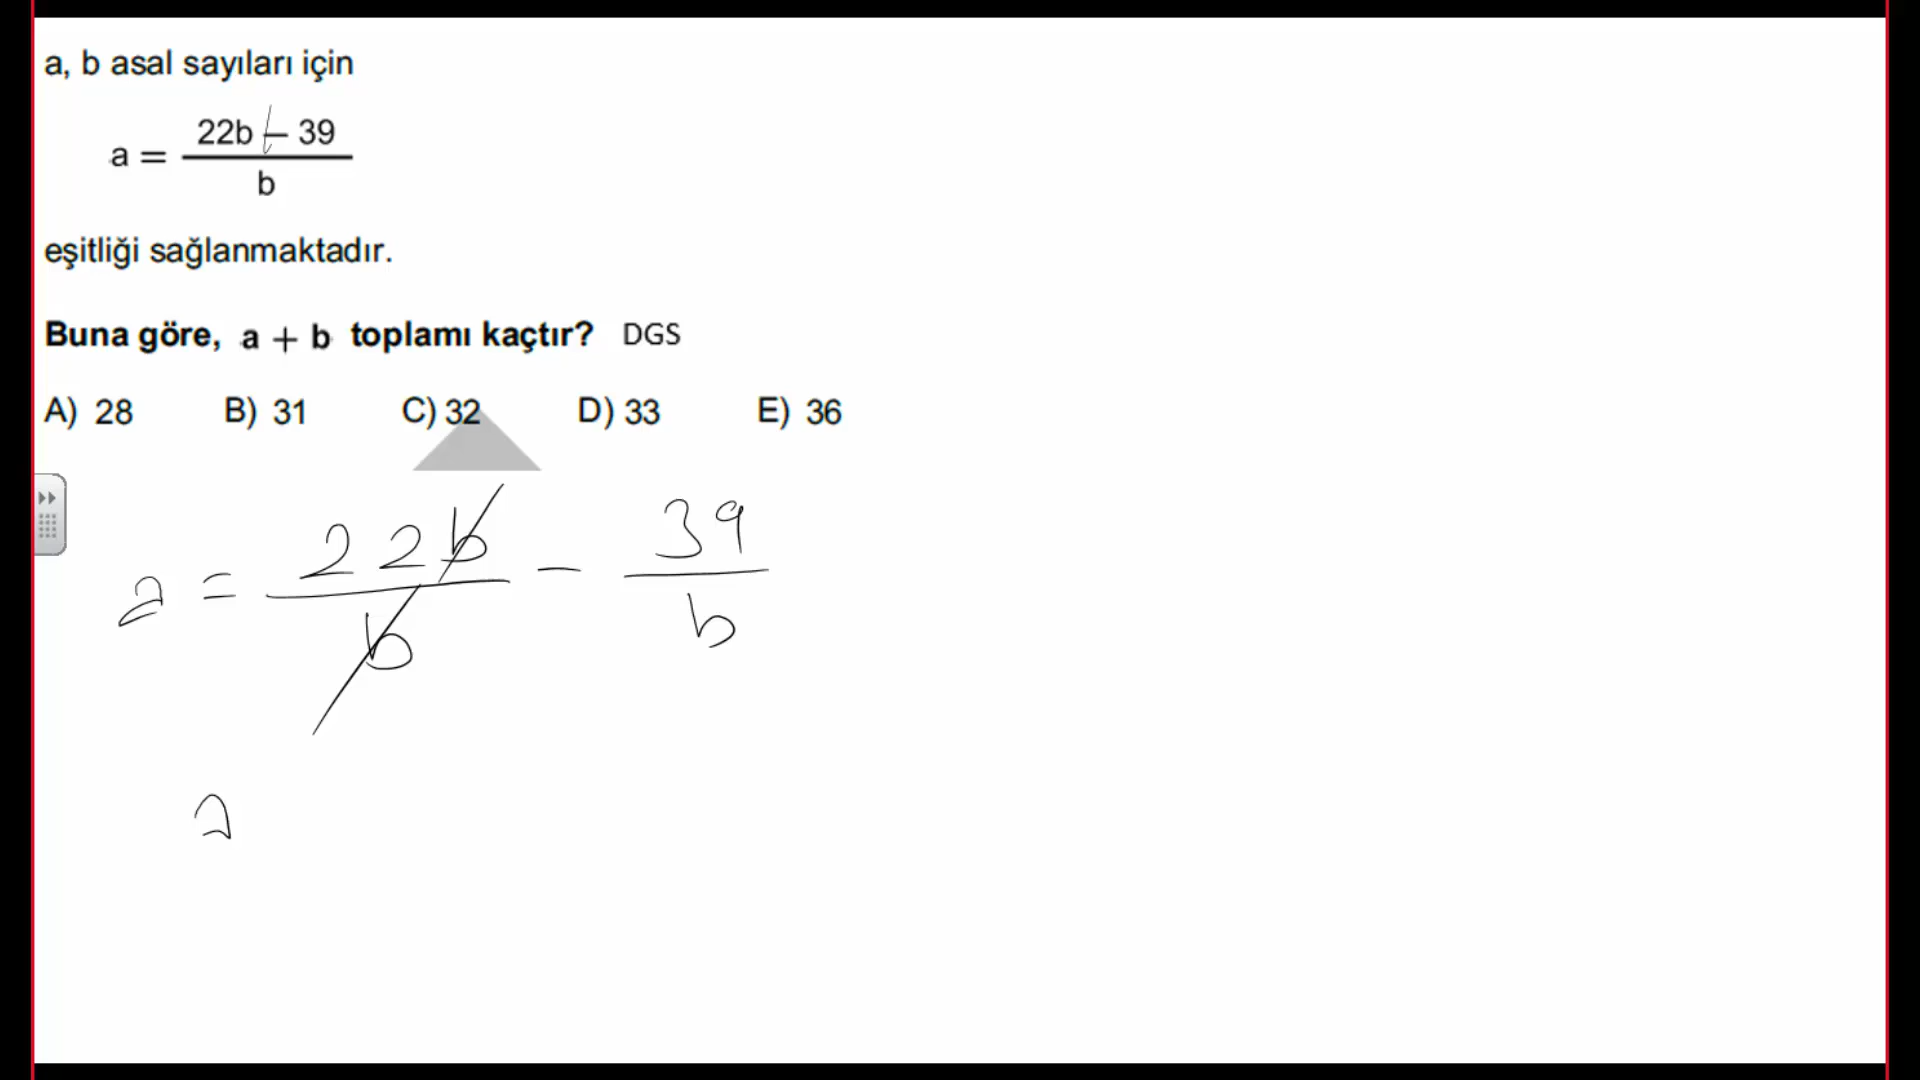 a, b asal sayıları için
a = 22b - 39
b
eşitliği sağlanmaktadır.
Buna göre, a + b toplamı kaçtır? DGS
A) 28 B) 31 C) 32 D) 33 E) 36
a = 22b - 39
b b
a